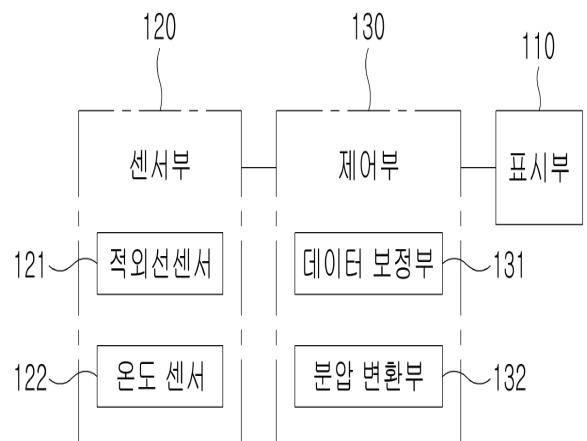 120
130
110
센서부
제어부
표시부
121
적외선센서
데이터 보정부
131
122
온도 센서
분압 변환부
132